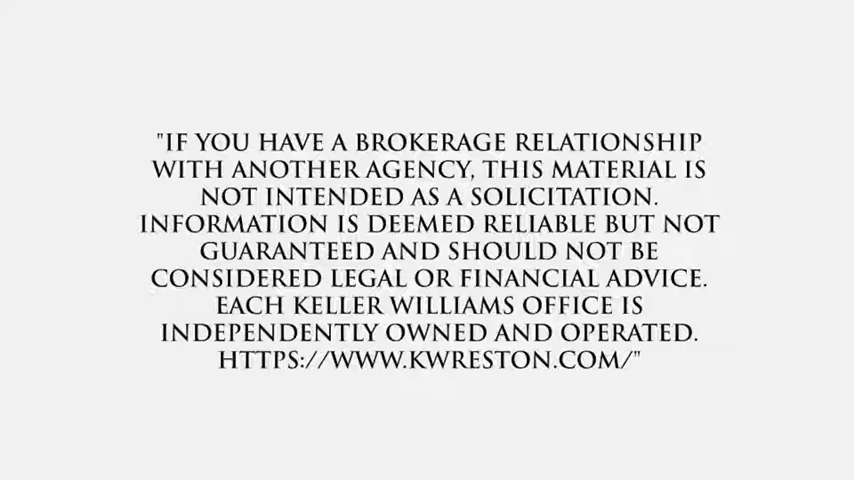 "IF YOU HAVE A BROKERAGE RELATIONSHIP
WITH ANOTHER AGENCY, THIS MATERIAL IS
NOT INTENDED AS A SOLICITATION.
INFORMATION IS DEEMED RELIABLE BUT NOT
GUARANTEED AND SHOULD NOT BE
CONSIDERED LEGAL OR FINANCIAL ADVICE.
EACH KELLER WILLIAMS OFFICE IS
INDEPENDENTLY OWNED AND OPERATED.
HTTPS://WWW.KWRESTON.COM/"